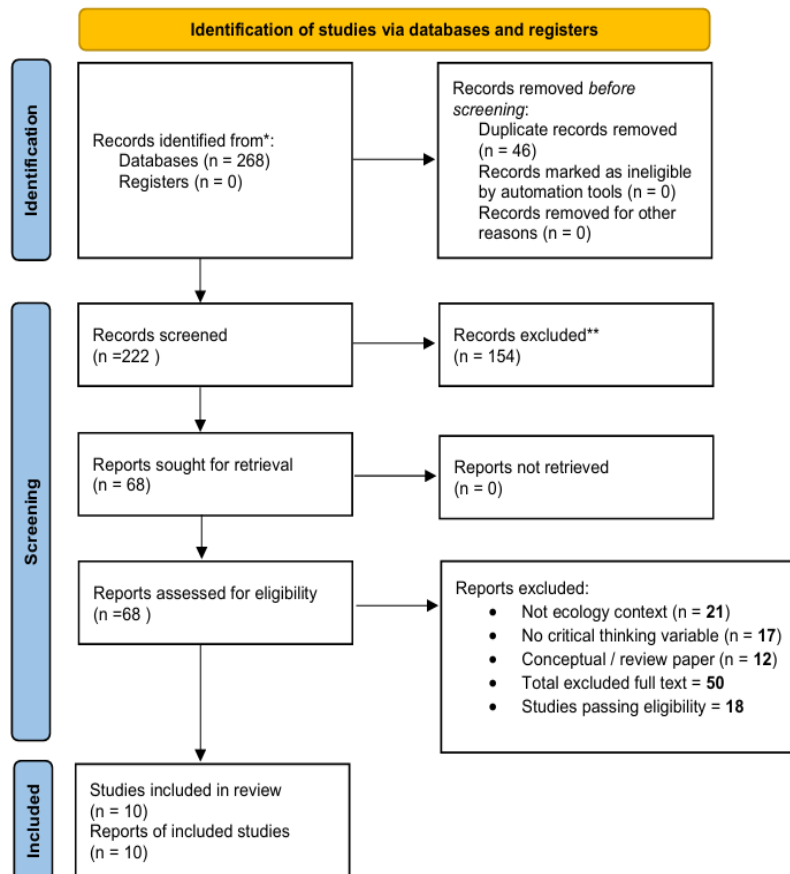 Identification of studies via databases and registers
Identification
Records identified from*:
Databases (n = 268)
Registers (n = 0)
Records removed before
screening:
Duplicate records removed
(n = 46)
Records marked as ineligible
by automation tools (n = 0)
Records removed for other
reasons (n = 0)
Screening
Records screened
(n =222 )
Records excluded**
(n = 154)
Reports sought for retrieval
(n = 68)
Reports not retrieved
(n = 0)
Reports assessed for eligibility
(n =68 )
Reports excluded:
• Not ecology context (n = 21)
• No critical thinking variable (n = 17)
• Conceptual / review paper (n = 12)
• Total excluded full text = 50
• Studies passing eligibility = 18
Included
Studies included in review
(n = 10)
Reports of included studies
(n = 10)